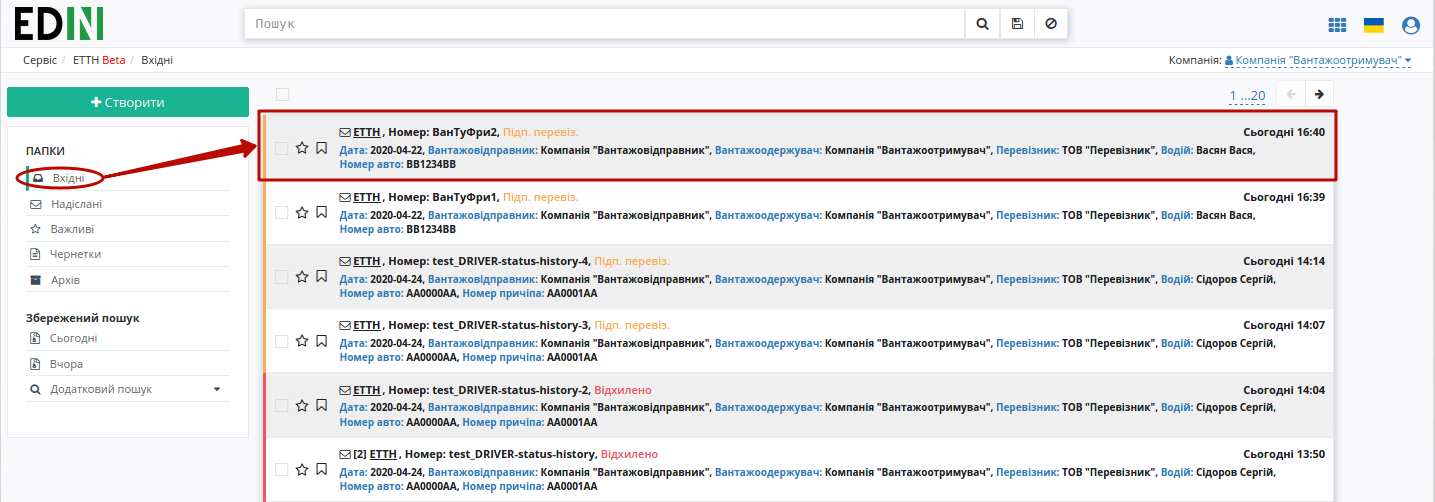 EDIN
Пошук
Сервіс / ЕТТН Beta / Вхідні
Компанія: Компанія "Вантажоотримувач"
Створити
1 ...20
ПАПКИ
Вхідні
Надіслані
Важливі
Чернетки
Архів
Збережений пошук
Сьогодні
Вчора
Додатковий пошук
ЕТТН , Номер: ВанТуФри2, Підп. перевіз. Сьогодні 16:40
Дата: 2020-04-22, Вантажовідправник: Компанія "Вантажовідправник", Вантажоодержувач: Компанія "Вантажоотримувач", Перевізник: ТОВ "Перевізник", Водій: Васян Вася,
Номер авто: BB1234BB
ЕТТН , Номер: ВанТуФри1, Підп. перевіз. Сьогодні 16:39
Дата: 2020-04-22, Вантажовідправник: Компанія "Вантажовідправник", Вантажоодержувач: Компанія "Вантажоотримувач", Перевізник: ТОВ "Перевізник", Водій: Васян Вася,
Номер авто: BB1234BB
ЕТТН , Номер: test_DRIVER-status-history-4, Підп. перевіз. Сьогодні 14:14
Дата: 2020-04-24, Вантажовідправник: Компанія "Вантажовідправник", Вантажоодержувач: Компанія "Вантажоотримувач", Перевізник: ТОВ "Перевізник", Водій: Сідоров Сергій,
Номер авто: AA0000AA, Номер причіпа: AA0001AA
ЕТТН , Номер: test_DRIVER-status-history-3, Підп. перевіз. Сьогодні 14:07
Дата: 2020-04-24, Вантажовідправник: Компанія "Вантажовідправник", Вантажоодержувач: Компанія "Вантажоотримувач", Перевізник: ТОВ "Перевізник", Водій: Сідоров Сергій,
Номер авто: AA0000AA, Номер причіпа: AA0001AA
ЕТТН , Номер: test_DRIVER-status-history-2, Відхилено Сьогодні 14:04
Дата: 2020-04-24, Вантажовідправник: Компанія "Вантажовідправник", Вантажоодержувач: Компанія "Вантажоотримувач", Перевізник: ТОВ "Перевізник", Водій: Сідоров Сергій,
Номер авто: AA0000AA, Номер причіпа: AA0001AA
[2] ЕТТН , Номер: test_DRIVER-status-history, Відхилено Сьогодні 13:50
Дата: 2020-04-24, Вантажовідправник: Компанія "Вантажовідправник", Вантажоодержувач: Компанія "Вантажоотримувач", Перевізник: ТОВ "Перевізник", Водій: Сідоров Сергій,
Номер авто: AA0000AA, Номер причіпа: AA0001AA